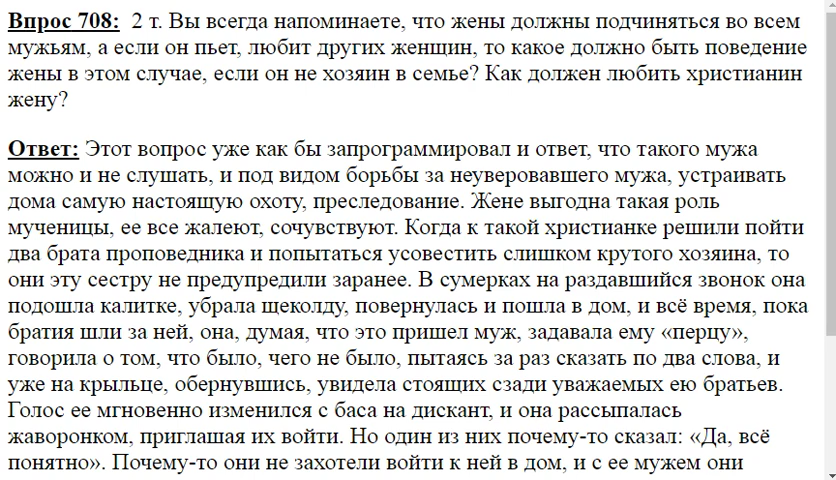 Впрос 708: 2 т. Вы всегда напоминаете, что жены должны подчиняться во всем
мужьям, а если он пьет, любит других женщин, то какое должно быть поведение
жены в этом случае, если он не хозяин в семье? Как должен любить христианин
жену?
Ответ: Этот вопрос уже как бы запрограммировал и ответ, что такого мужа
можно и не слушать, и под видом борьбы за неуверовавшего мужа, устраивать
дома самую настоящую охоту, преследование. Жене выгодна такая роль
мученицы, ее все жалеют, сочувствуют. Когда к такой христианке решили пойти
два брата проповедника и попытаться усовестить слишком крутого хозяина, то
они эту сестру не предупредили заранее. В сумерках на раздавшийся звонок она
подошла калитке, убрала щеколду, повернулась и пошла в дом, и всё время, пока
братия шли за ней, она, думая, что это пришел муж, задавала ему «перцу»,
говорила о том, что было, чего не было, пытаясь за раз сказать по два слова, и
уже на крыльце, обернувшись, увидела стоящих сзади уважаемых ею братьев.
Голос ее мгновенно изменился с баса на дискант, и она рассыпалась
жаворонком, приглашая их войти. Но один из них почему-то сказал: «Да, всё
понятно». Почему-то они не захотели войти к ней в дом, и с ее мужем они